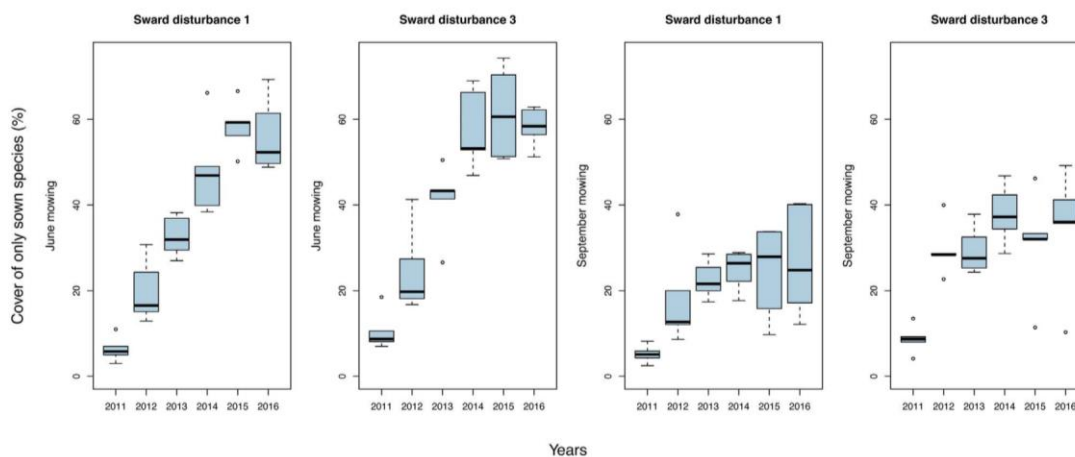 Sward disturbance 1
Sward disturbance 3
Sward disturbance 1
Sward disturbance 3
Cover of only sown species (%)
June mowing
0 20 40 60
2011 2012 2013 2014 2015 2016
June mowing
0 20 40 60
2011 2012 2013 2014 2015 2016
September mowing
0 20 40 60
2011 2012 2013 2014 2015 2016
September mowing
0 20 40 60
2011 2012 2013 2014 2015 2016
Years